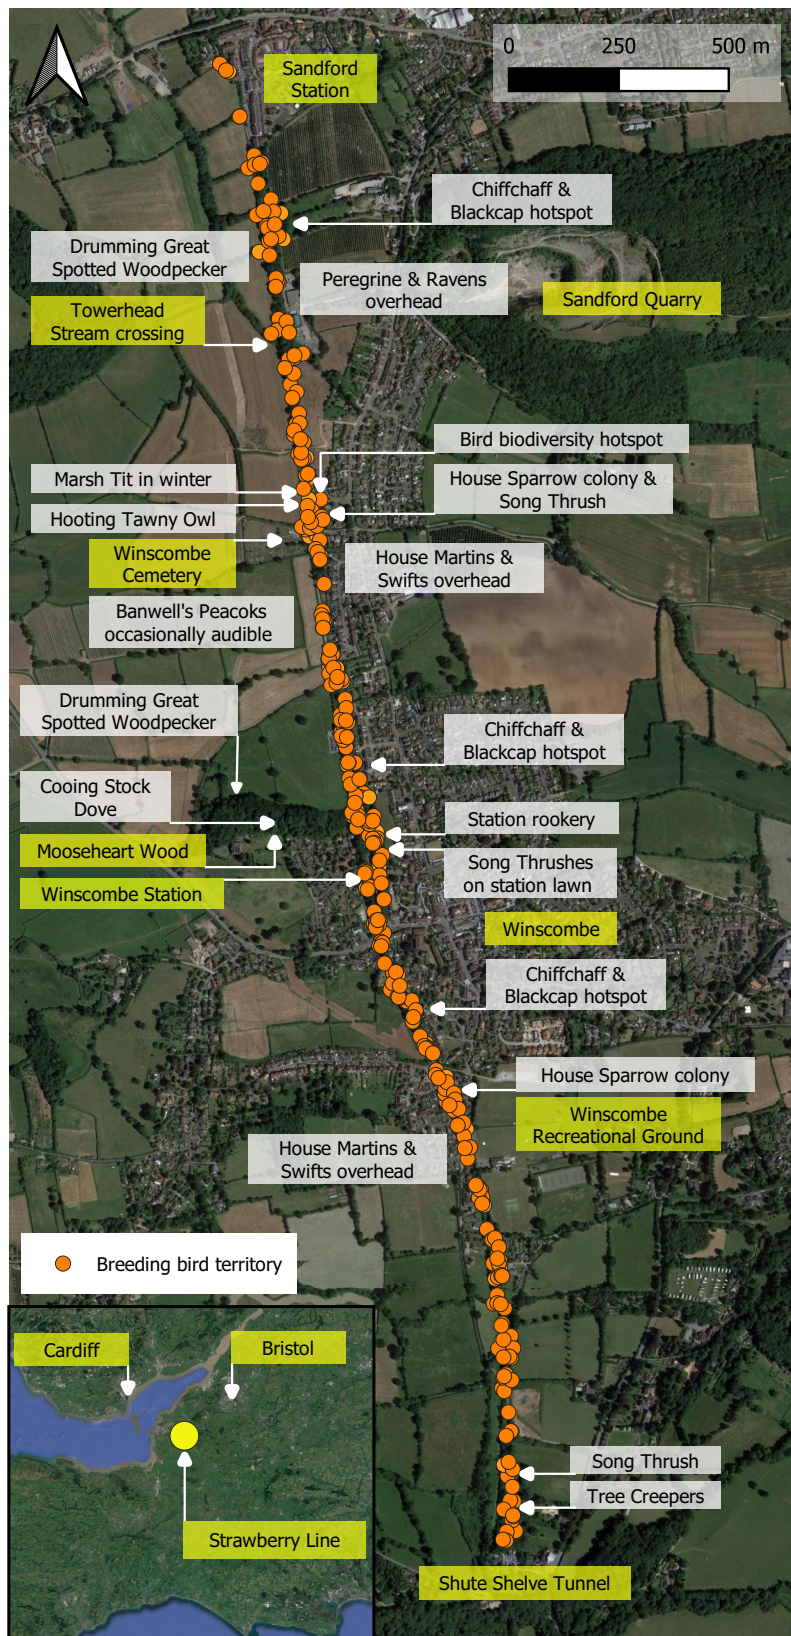 0 250 500 m
Sandford
Station
Chiffchaff &
Blackcap hotspot
Drumming Great
Spotted Woodpecker
Peregrine & Ravens
overhead
Sandford Quarry
Towerhead
Stream crossing
Bird biodiversity hotspot
Marsh Tit in winter
House Sparrow colony &
Song Thrush
Hooting Tawny Owl
Winscombe
Cemetery
House Martins &
Swifts overhead
Banwell's Peacoks
occasionally audible
Drumming Great
Spotted Woodpecker
Chiffchaff &
Blackcap hotspot
Cooing Stock
Dove
Station rookery
Mooseheart Wood
Song Thrushes
on station lawn
Winscombe Station
Winscombe
Chiffchaff &
Blackcap hotspot
House Sparrow colony
Winscombe
Recreational Ground
House Martins &
Swifts overhead
Breeding bird territory
Cardiff
Bristol
Strawberry Line
Song Thrush
Tree Creepers
Shute Shelve Tunnel